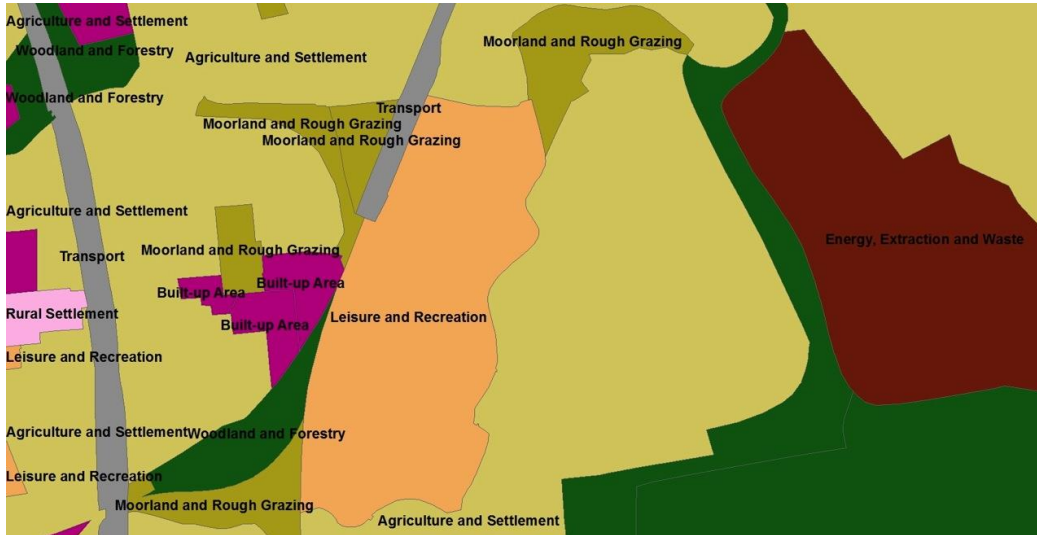 Agriculture and Settlement
Moorland and Rough Grazing
Woodland and Forestry
Agriculture and Settlement
Woodland and Forestry
Transport
Moorland and Rough Grazing
Moorland and Rough Grazing
Agriculture and Settlement
Energy, Extraction and Waste
Moorland and Rough Grazing
Transport
Built-up Area
Built-up Area
Rural Settlement
Leisure and Recreation
Built-up Area
Leisure and Recreation
Agriculture and Settlement
Woodland and Forestry
Leisure and Recreation
Moorland and Rough Grazing
Agriculture and Settlement